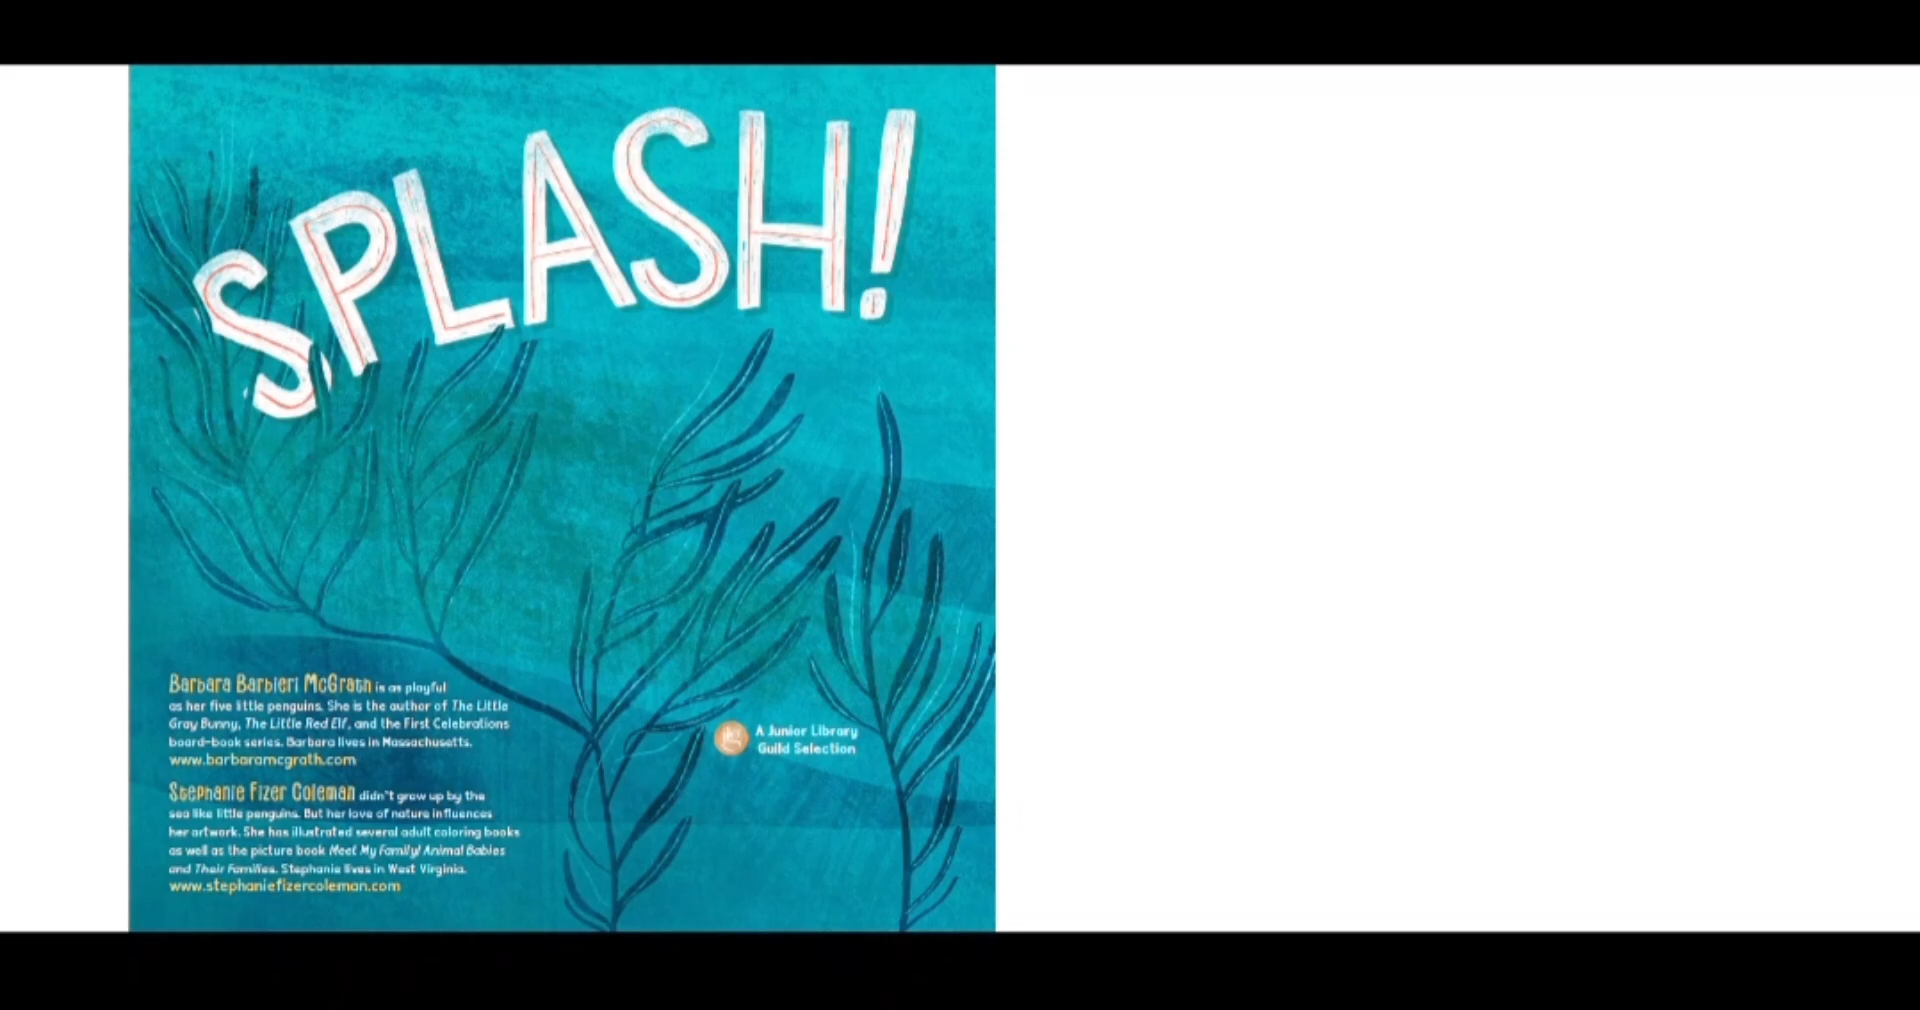 SPLASH!
Barbara Barbieri McGrath is as playful
as her five little penguins. She is the author of The Little
Gray Bunny, The Little Red Elf, and the First Celebrations
board-book series. Barbara lives in Massachusetts.
www.barbaramcgrath.com
Stephanie Fizer Coleman didn't grow up by the
sea like little penguins. But her love of nature influences
her artwork. She has illustrated several adult coloring books
as well as the picture book Meet My Family! Animal Babies
and Their Families. Stephanie lives in West Virginia.
www.stephaniefizercoleman.com
A Junior Library
Guild Selection